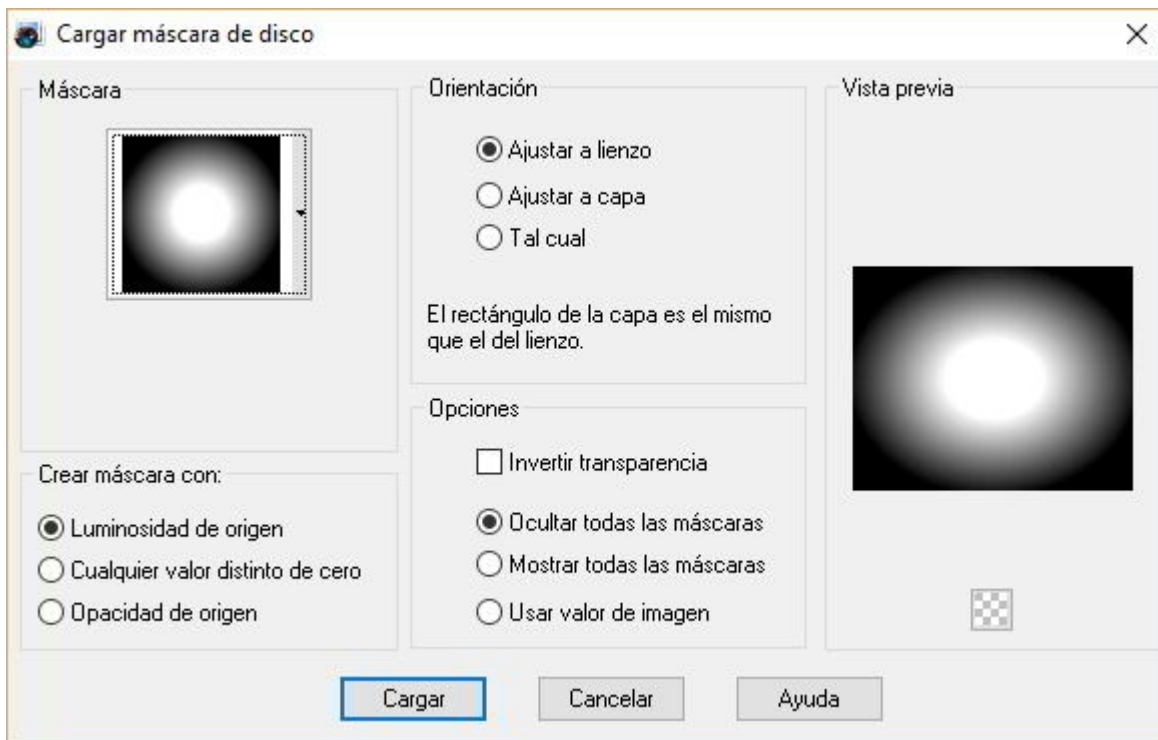 Cargar máscara de disco
Máscara
Orientación
Ajustar a lienzo
Ajustar a capa
Tal cual
El rectángulo de la capa es el mismo
que el del lienzo.
Vista previa
Crear máscara con:
Luminosidad de origen
Cualquier valor distinto de cero
Opacidad de origen
Opciones
Invertir transparencia
Ocultar todas las máscaras
Mostrar todas las máscaras
Usar valor de imagen
Cargar
Cancelar
Ayuda